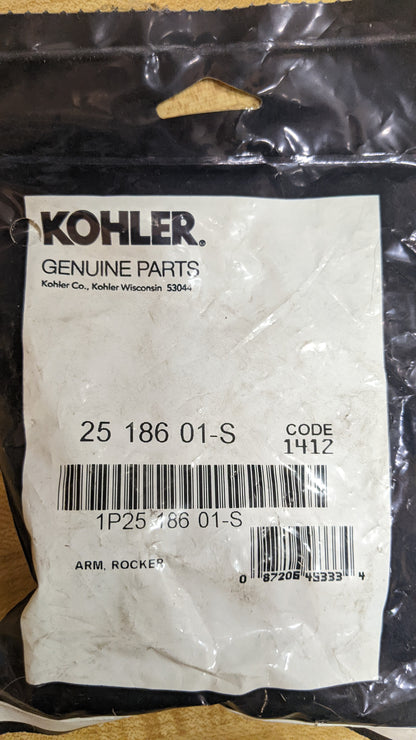 KOHLER®
GENUINE PARTS
Kohler Co., Kohler Wisconsin 53044
25 186 01-S
CODE
1412
1P25 186 01-S
ARM, ROCKER
0 87206 45333 4